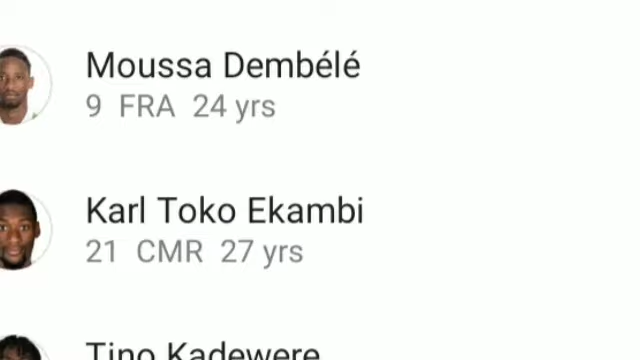 Moussa Dembélé
9 FRA 24 yrs
Karl Toko Ekambi
21 CMR 27 yrs
Tino Kadewere